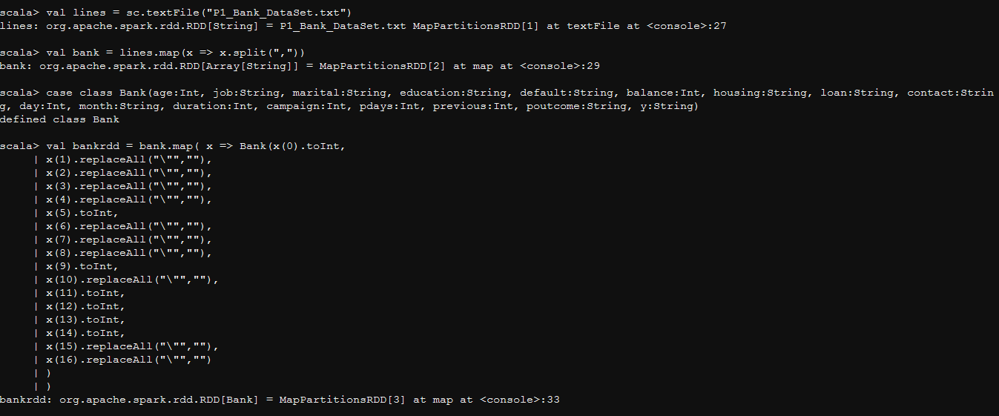 scala> val lines = sc.textFile("P1_Bank_DataSet.txt")
lines: org.apache.spark.rdd.RDD[String] = P1_Bank_DataSet.txt MapPartitionsRDD[1] at textFile at <console>:27
scala> val bank = lines.map(x => x.split(","))
bank: org.apache.spark.rdd.RDD[Array[String]] = MapPartitionsRDD[2] at map at <console>:29
scala> case class Bank(age:Int, job:String, marital:String, education:String, default:String, balance:Int, housing:String, loan:String, contact:Strin
g, day:Int, month:String, duration:Int, campaign:Int, pdays:Int, previous:Int, poutcome:String, y:String)
defined class Bank
scala> val bankrdd = bank.map( x => Bank(x(0).toInt,
     | x(1).replaceAll("\"",""),
     | x(2).replaceAll("\"",""),
     | x(3).replaceAll("\"",""),
     | x(4).replaceAll("\"",""),
     | x(5).toInt,
     | x(6).replaceAll("\"",""),
     | x(7).replaceAll("\"",""),
     | x(8).replaceAll("\"",""),
     | x(9).toInt,
     | x(10).replaceAll("\"",""),
     | x(11).toInt,
     | x(12).toInt,
     | x(13).toInt,
     | x(14).toInt,
     | x(15).replaceAll("\"",""),
     | x(16).replaceAll("\"","")
     | )
     | )
bankrdd: org.apache.spark.rdd.RDD[Bank] = MapPartitionsRDD[3] at map at <console>:33